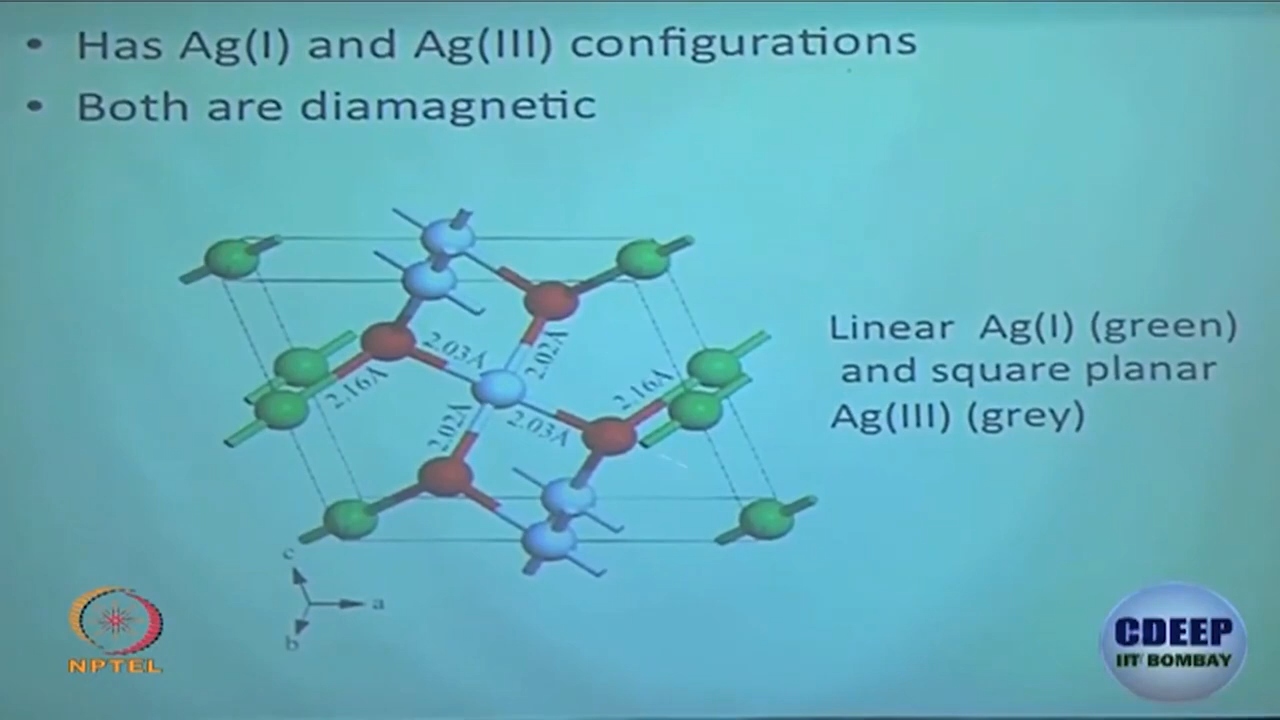 • Has Ag(I) and Ag(III) configurations
• Both are diamagnetic
2.03Å
2.02Å
2.16Å
2.16Å
2.02Å
2.03Å
Linear Ag(I) (green)
and square planar
Ag(III) (grey)
c
a
b
NPTEL
CDEEP
IIT BOMBAY